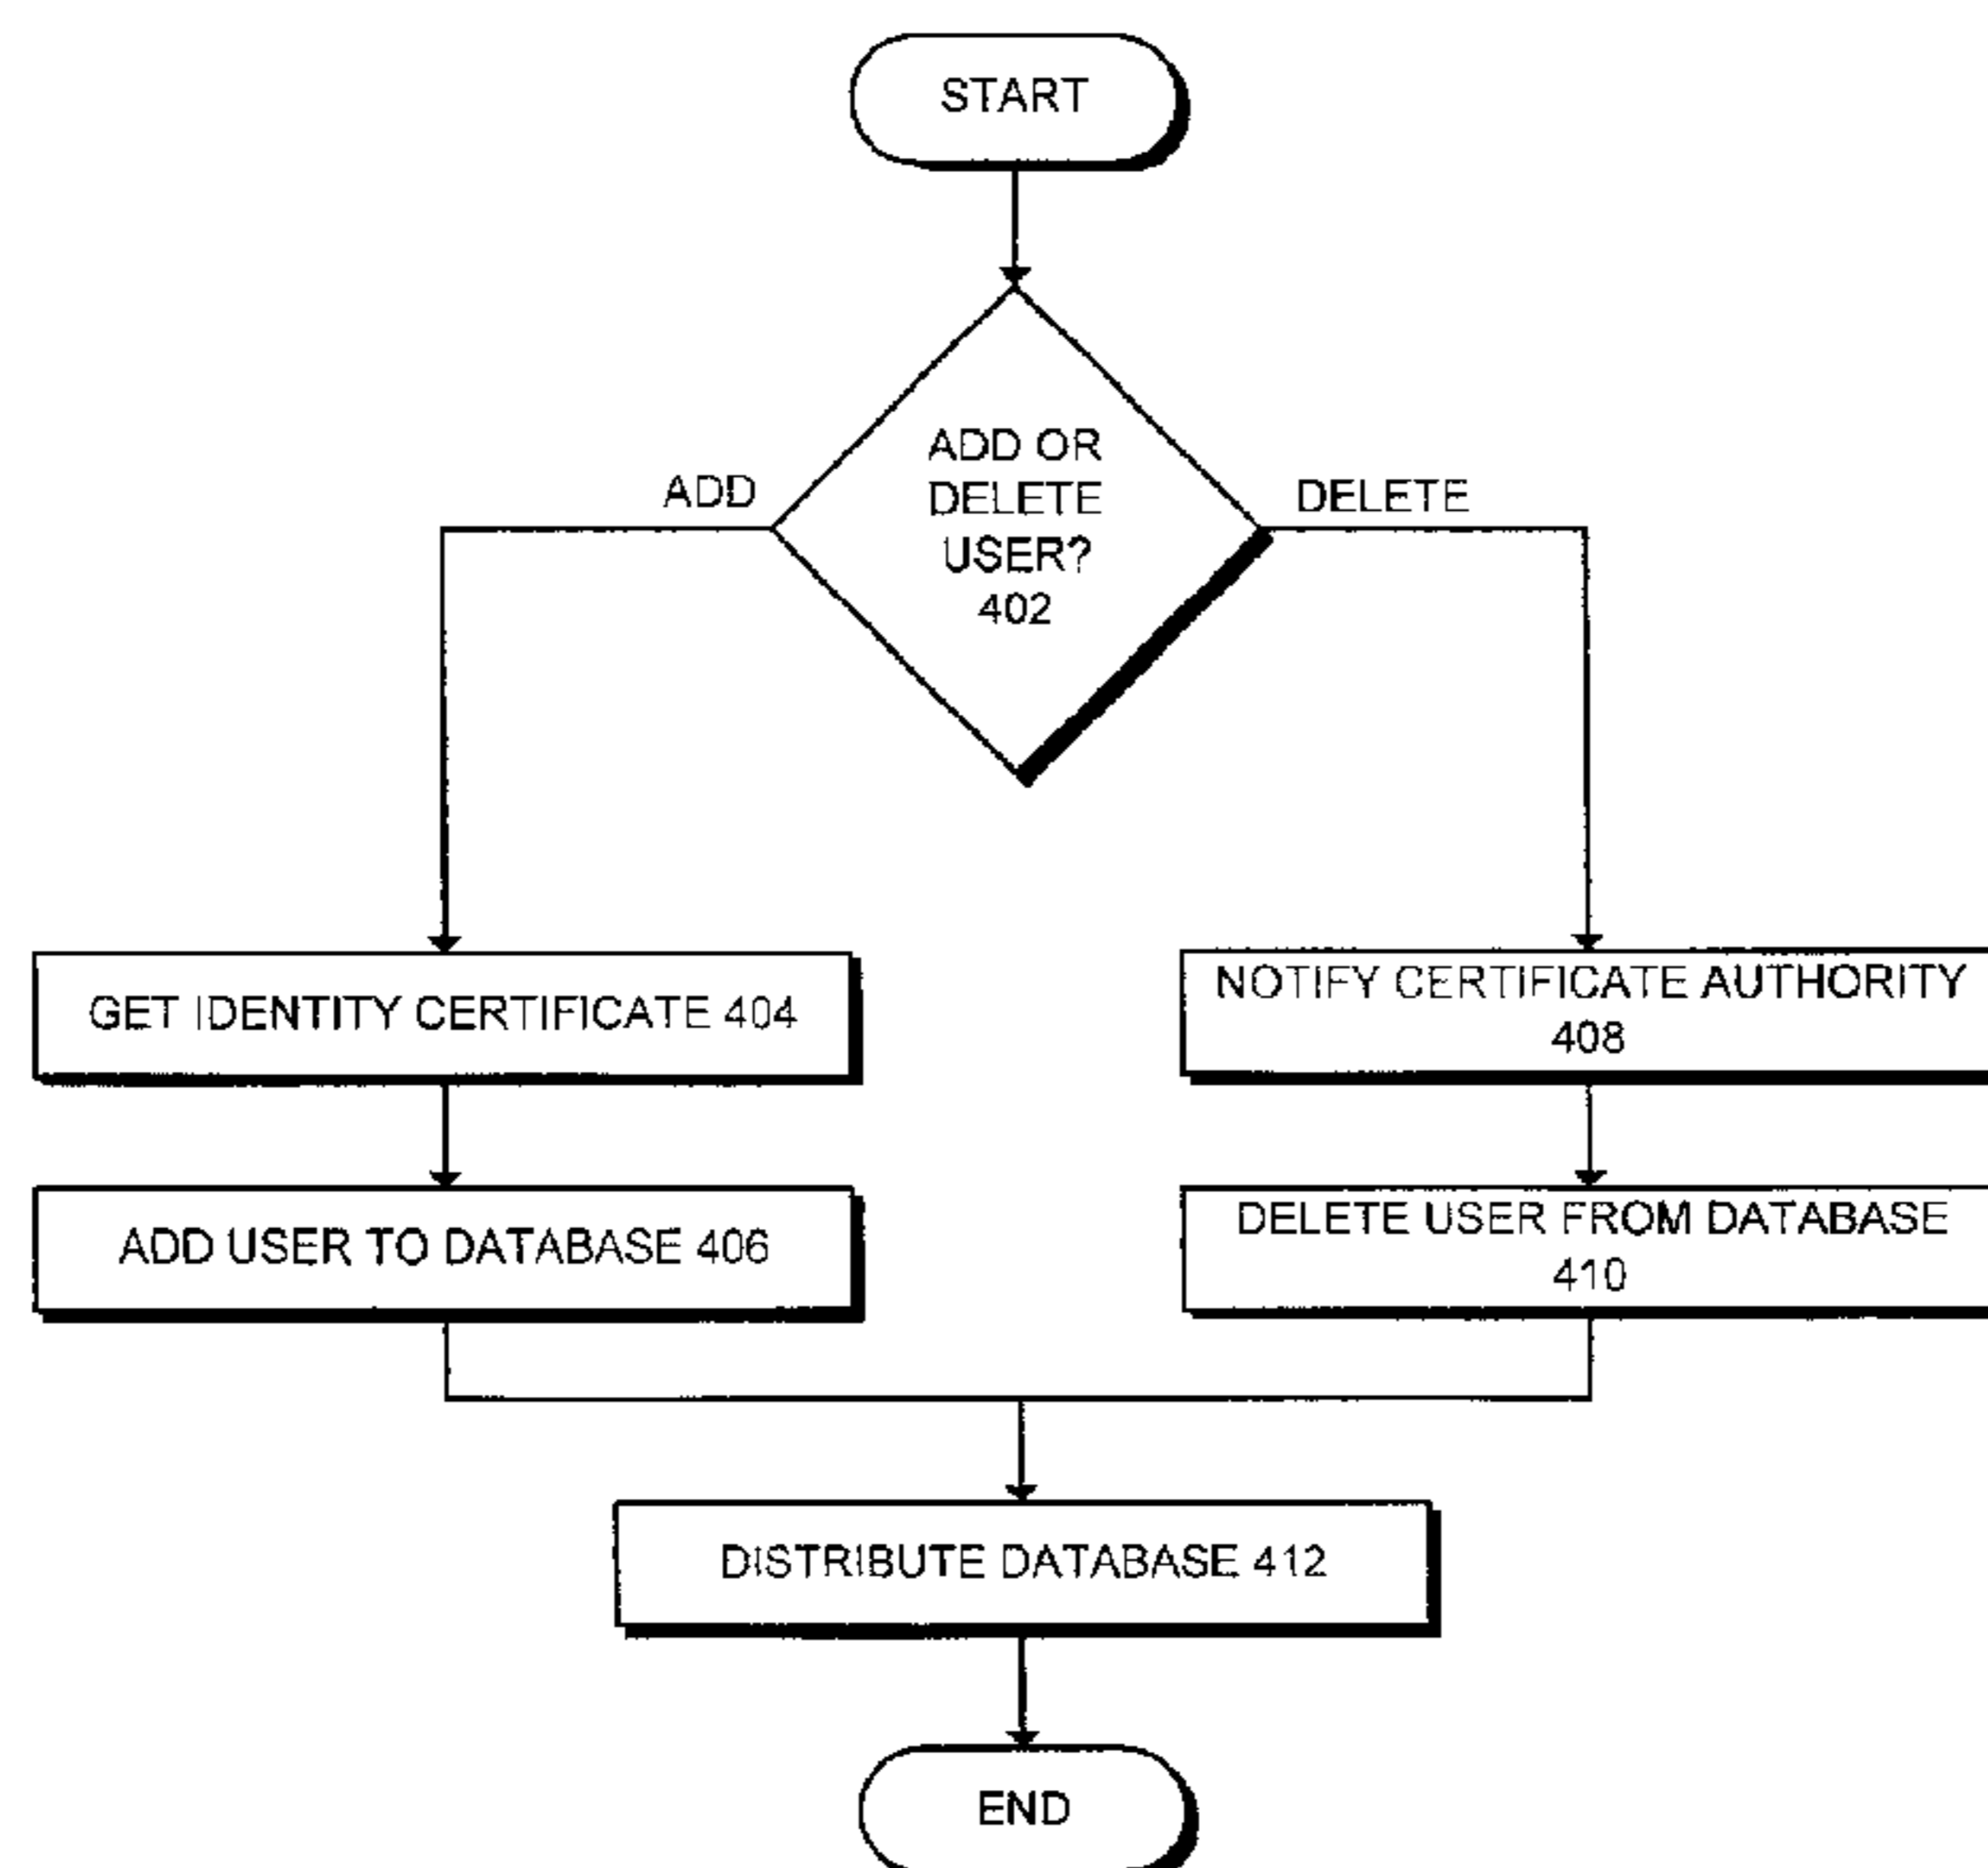 START
ADD OR
DELETE
USER?
402
ADD
DELETE
GET IDENTITY CERTIFICATE 404
NOTIFY CERTIFICATE AUTHORITY
408
ADD USER TO DATABASE 406
DELETE USER FROM DATABASE
410
DISTRIBUTE DATABASE 412
END